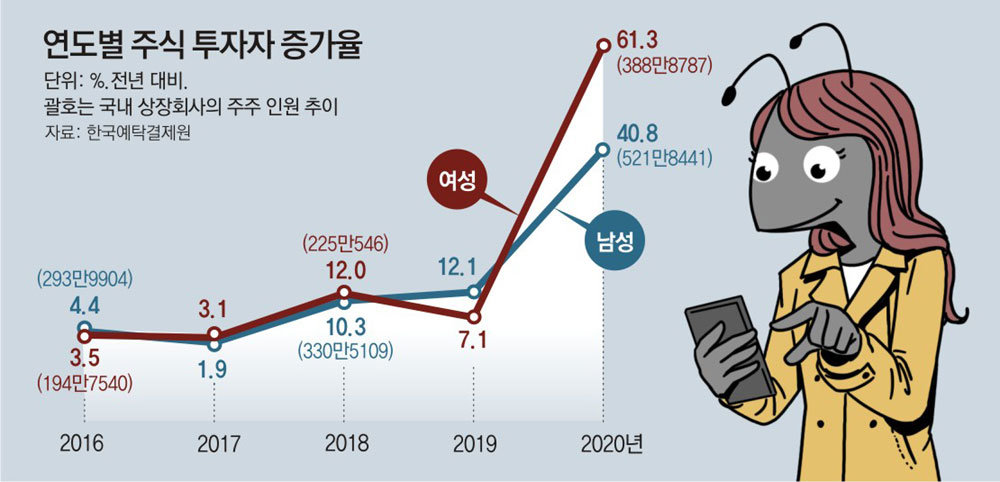 연도별 주식 투자자 증가율
단위: %.전년 대비.
괄호는 국내 상장회사의 주주 인원 추이
자료: 한국예탁결제원
61.3
(388만8787)
40.8
(521만8441)
여성
남성
(225만546)
12.0
12.1
(293만9904)
4.4
3.1
10.3
(330만5109)
7.1
3.5
(194만7540)
1.9
2016
2017
2018
2019
2020년